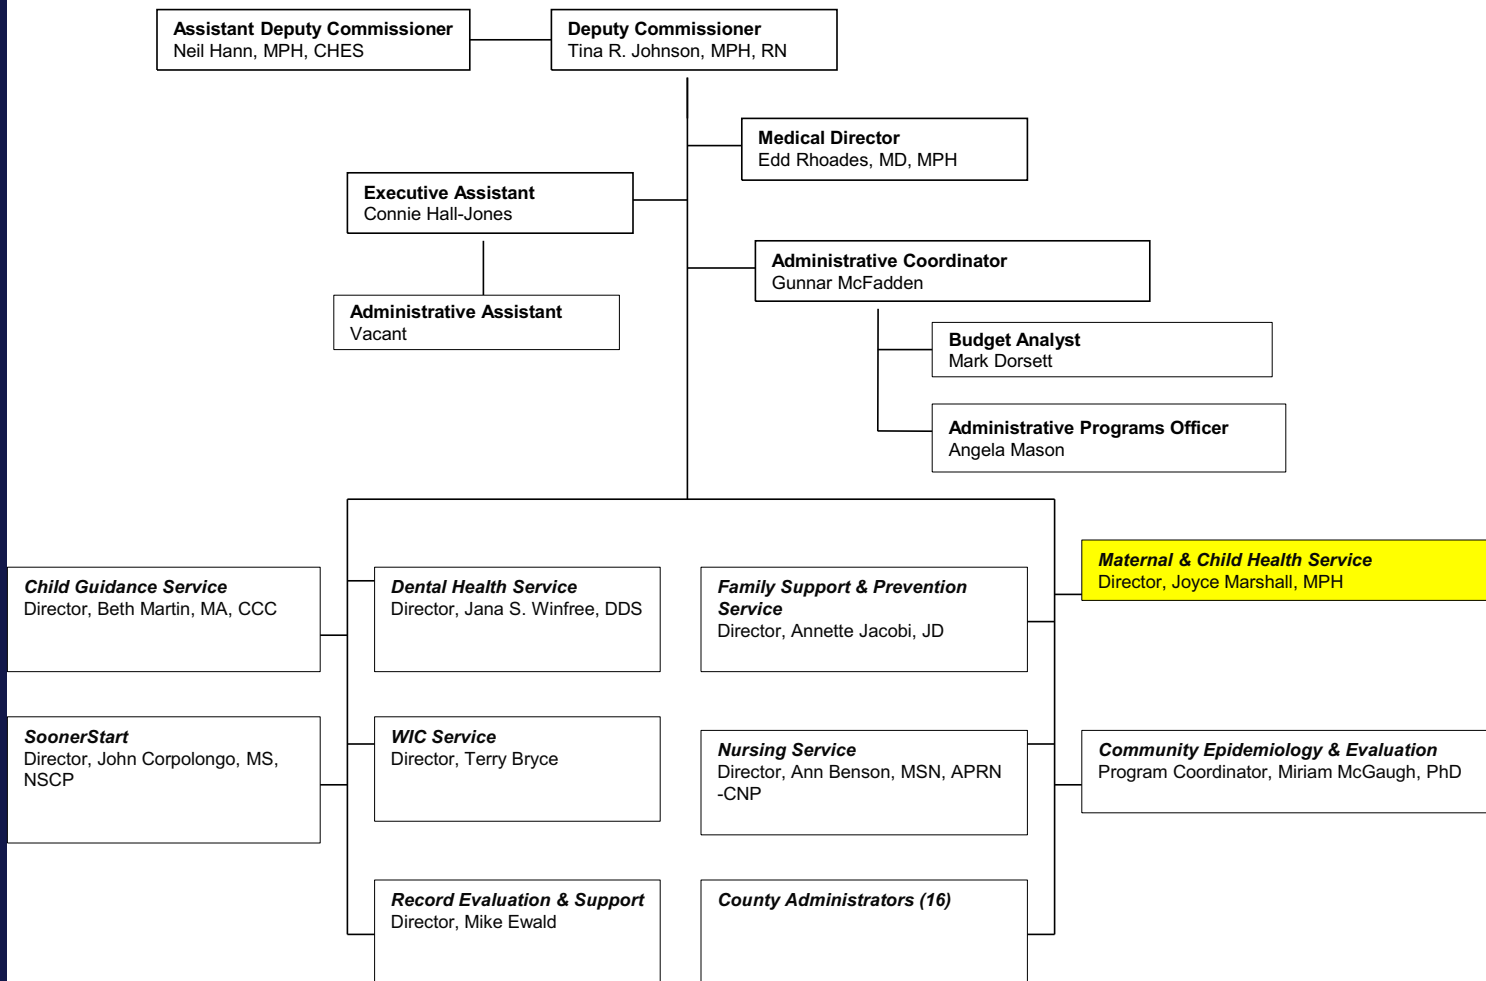 Assistant Deputy Commissioner
Neil Hann, MPH, CHES
Deputy Commissioner
Tina R. Johnson, MPH, RN
Medical Director
Edd Rhoades, MD, MPH
Executive Assistant
Connie Hall-Jones
Administrative Coordinator
Gunnar McFadden
Administrative Assistant
Vacant
Budget Analyst
Mark Dorsett
Administrative Programs Officer
Angela Mason
Child Guidance Service
Director, Beth Martin, MA, CCC
Dental Health Service
Director, Jana S. Winfree, DDS
Family Support & Prevention
Service
Director, Annette Jacobi, JD
Maternal & Child Health Service
Director, Joyce Marshall, MPH
SoonerStart
Director, John Corpolongo, MS,
NSCP
WIC Service
Director, Terry Bryce
Nursing Service
Director, Ann Benson, MSN, APRN
-CNP
Community Epidemiology & Evaluation
Program Coordinator, Miriam McGaugh, PhD
Record Evaluation & Support
Director, Mike Ewald
County Administrators (16)